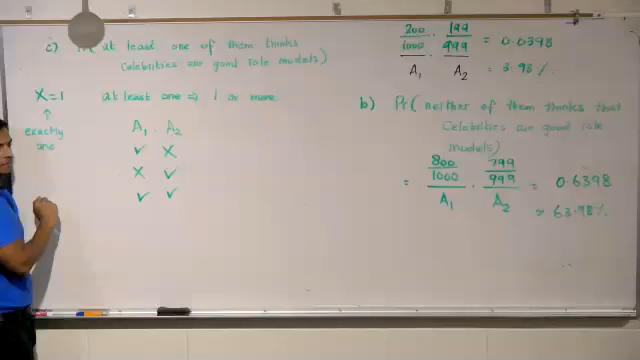 c) at least one of them thinks
celebrities are good role models)
X=1 at least one ⇒ 1 or more
↑
exactly
one
A₁ . A₂
✓ ✗
✗ ✓
✓ ✓
200/1000 · 199/999 = 0.0398
A₁ A₂ = 3.98%
b) Pr( neither of them thinks that
Celebrities are good role
models)
= 800/1000 · 799/999 = 0.6398
A₁ A₂ = 63.98%